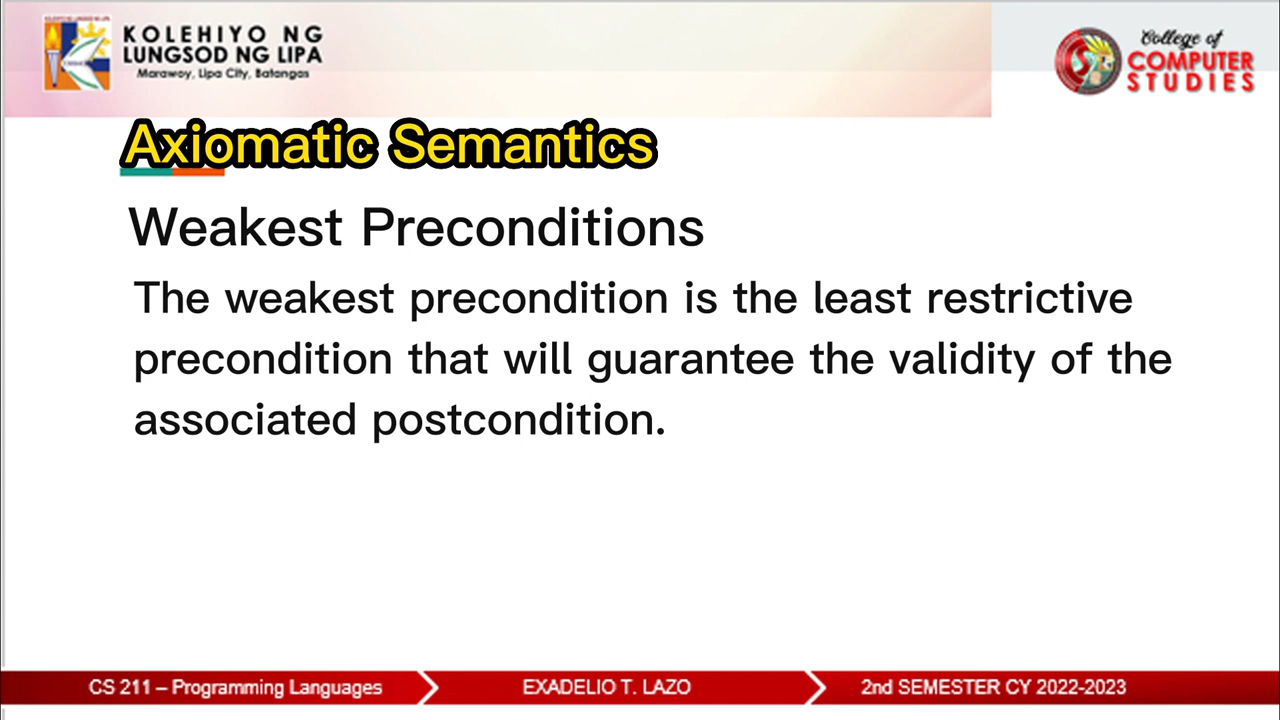 KOLEHIYO NG
LUNGSOD NG LIPA
Marawoy, Lipa City, Batangas
College of
COMPUTER
STUDIES
Axiomatic Semantics
Weakest Preconditions
The weakest precondition is the least restrictive
precondition that will guarantee the validity of the
associated postcondition.
CS 211 – Programming Languages
EXADELIO T. LAZO
2nd SEMESTER CY 2022-2023